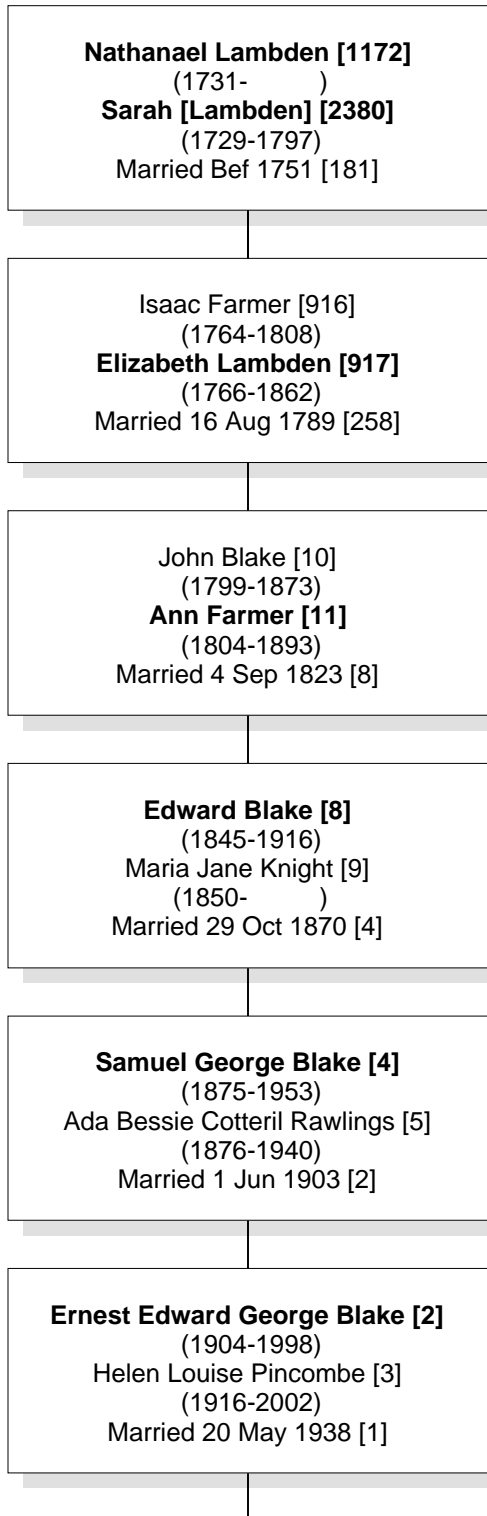 Nathanael Lambden [1172]
(1731- )
Sarah [Lambden] [2380]
(1729-1797)
Married Bef 1751 [181]
Isaac Farmer [916]
(1764-1808)
Elizabeth Lambden [917]
(1766-1862)
Married 16 Aug 1789 [258]
John Blake [10]
(1799-1873)
Ann Farmer [11]
(1804-1893)
Married 4 Sep 1823 [8]
Edward Blake [8]
(1845-1916)
Maria Jane Knight [9]
(1850- )
Married 29 Oct 1870 [4]
Samuel George Blake [4]
(1875-1953)
Ada Bessie Cotteril Rawlings [5]
(1876-1940)
Married 1 Jun 1903 [2]
Ernest Edward George Blake [2]
(1904-1998)
Helen Louise Pincombe [3]
(1916-2002)
Married 20 May 1938 [1]